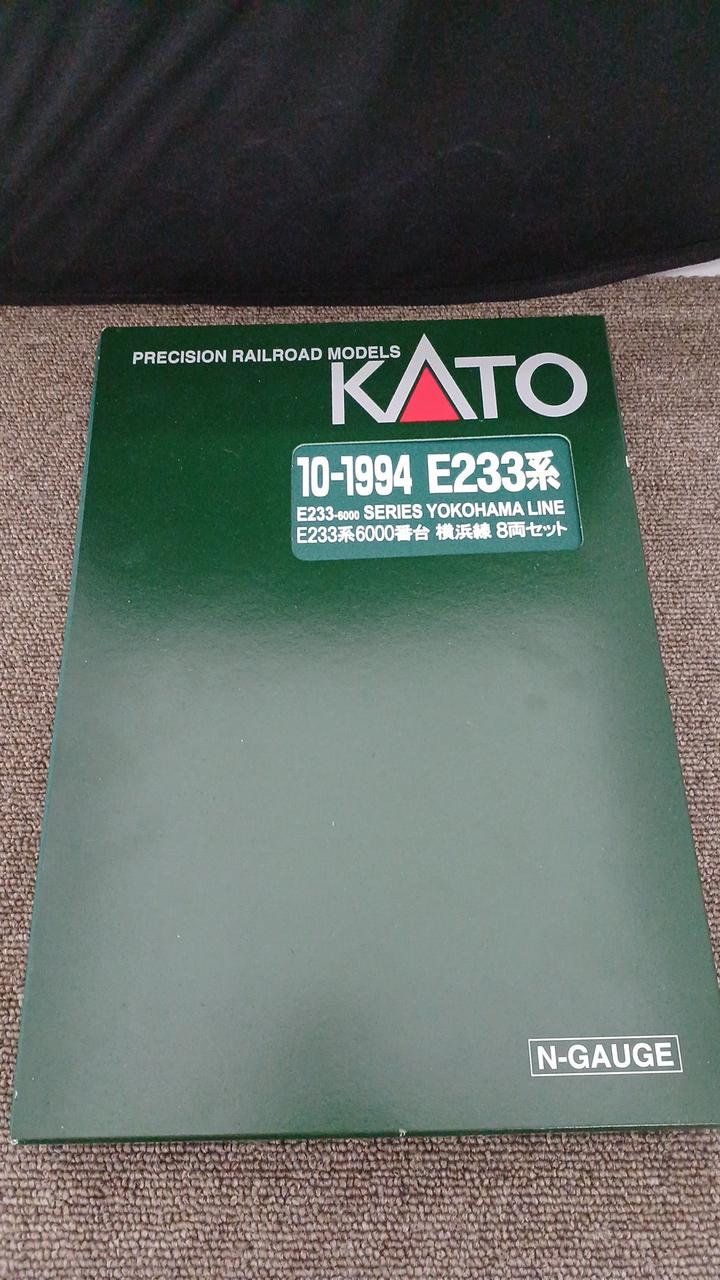 PRECISION RAILROAD MODELS
KATO
10-1994 E233系
E233-6000 SERIES YOKOHAMA LINE
E233系6000番台 横浜線 8両セット
N-GAUGE